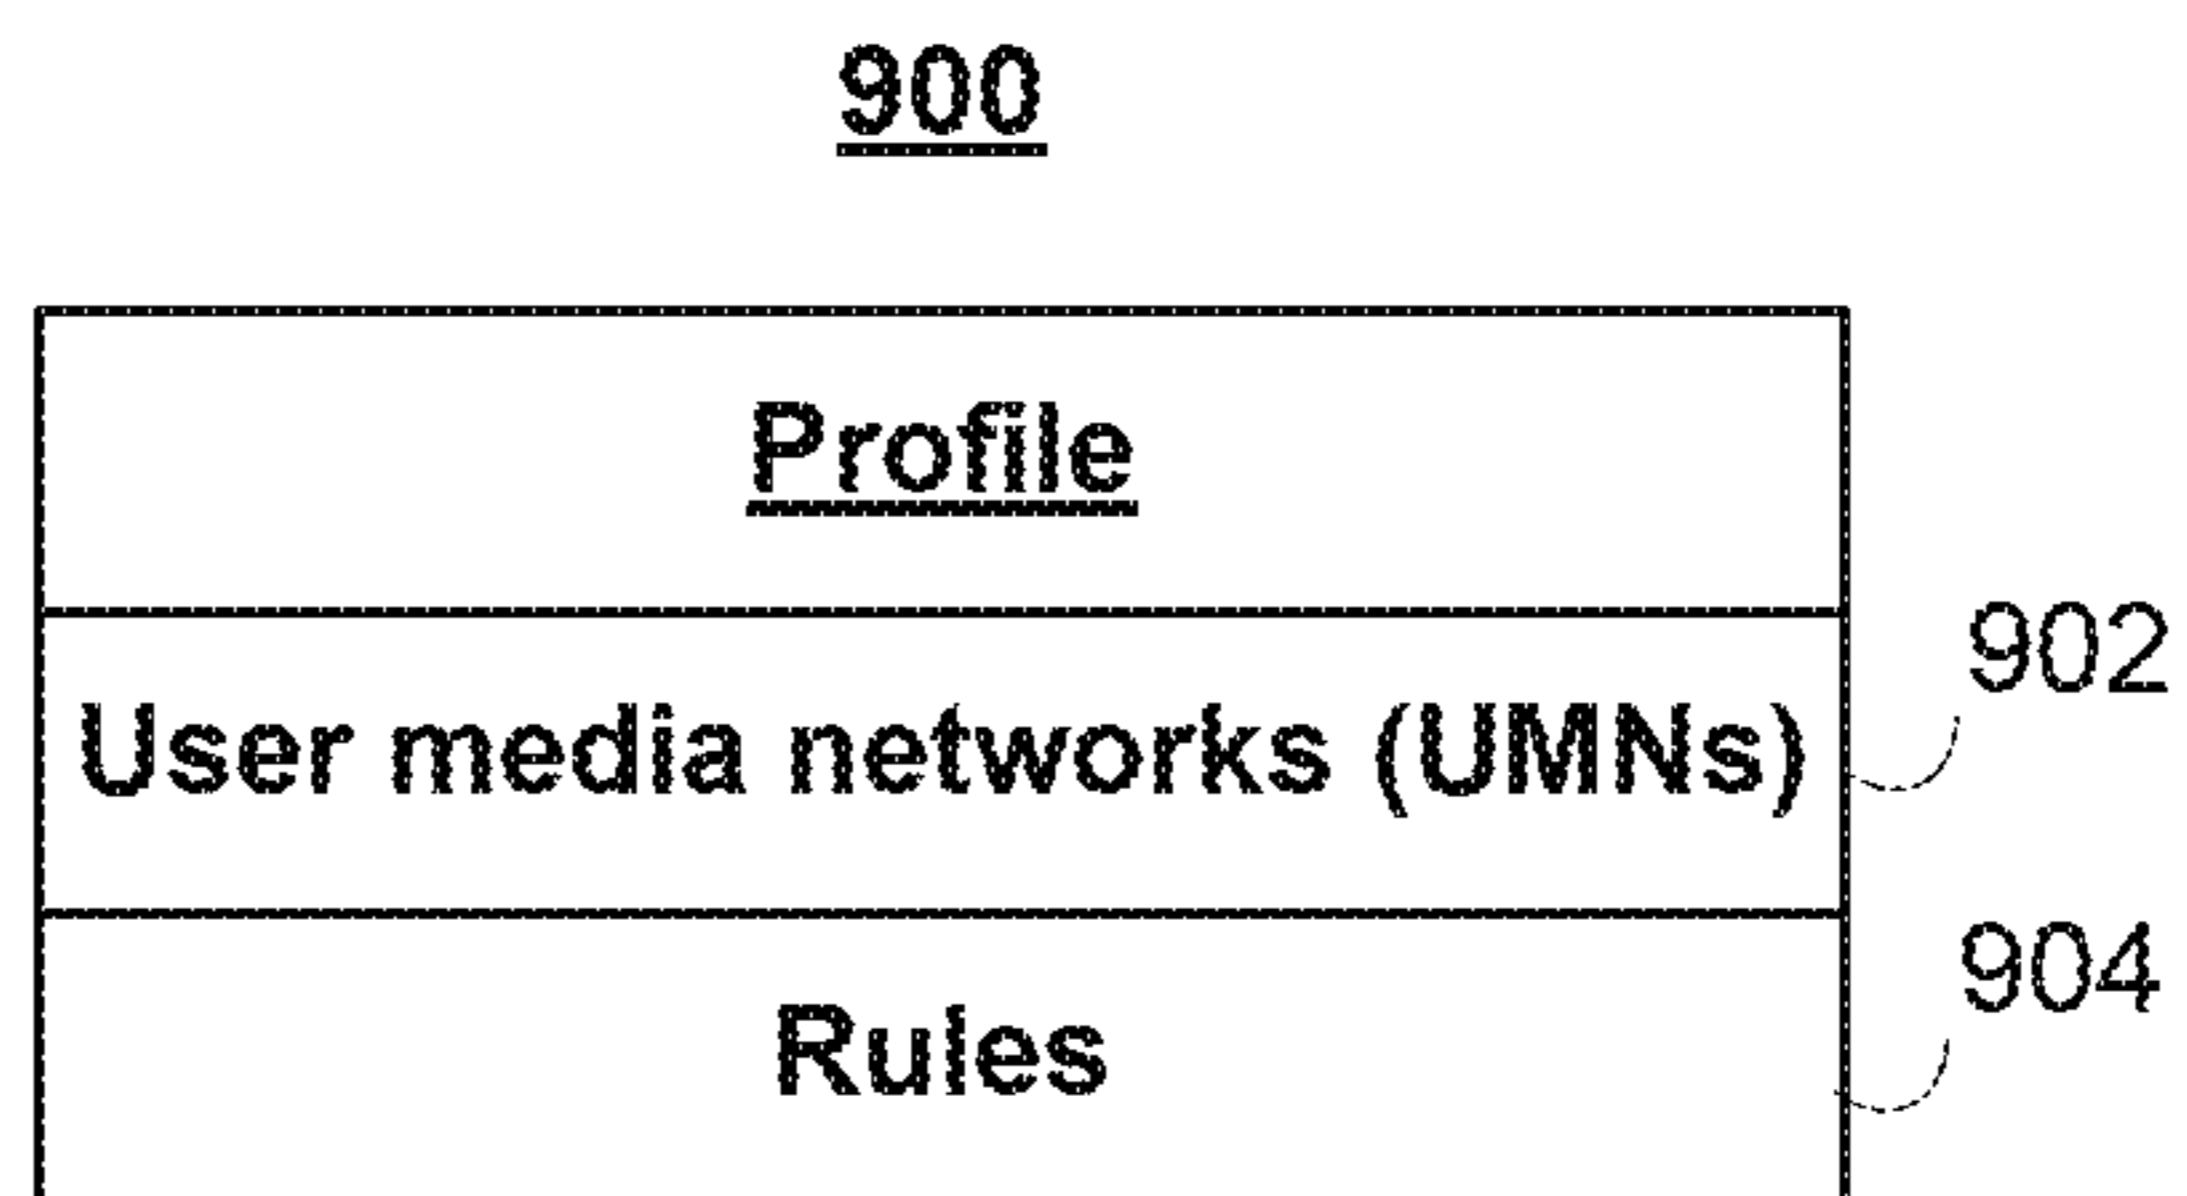 900
Profile
User media networks (UMNs)
902
Rules
904